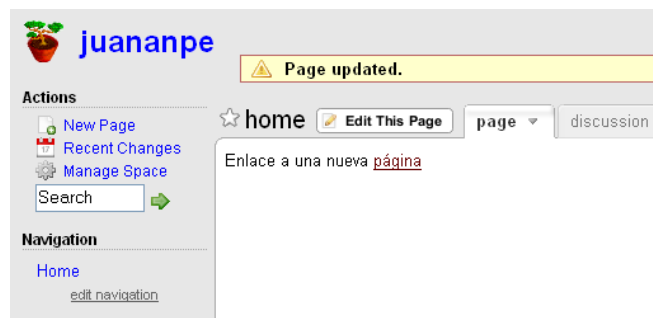 juananpe
Page updated.
Actions
New Page
17
Recent Changes
Manage Space
Search
Navigation
Home
edit navigation
home
Edit This Page
page
discussion
Enlace a una nueva página